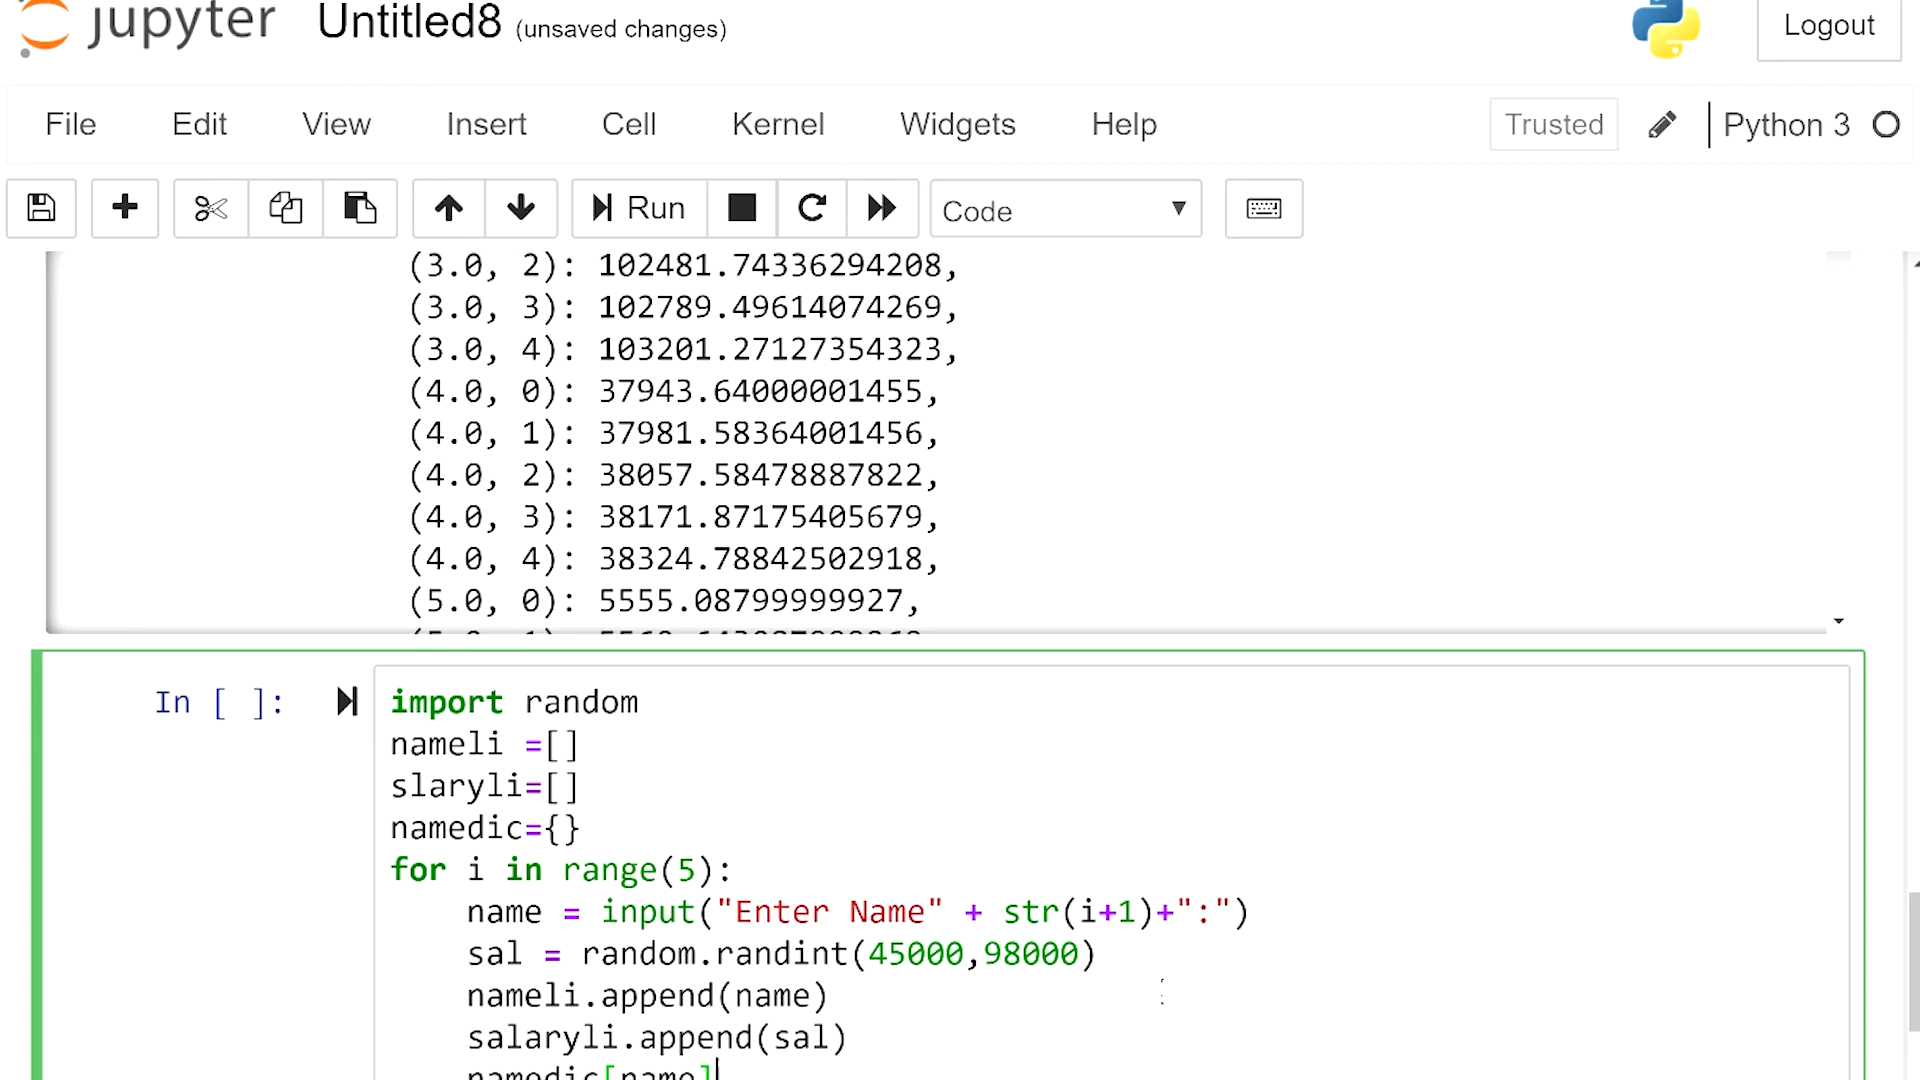 jupyter Untitled8 (unsaved changes) Logout
File Edit View Insert Cell Kernel Widgets Help Trusted Python 3
Run Code
(3.0, 2): 102481.74336294208,
(3.0, 3): 102789.49614074269,
(3.0, 4): 103201.27127354323,
(4.0, 0): 37943.64000001455,
(4.0, 1): 37981.58364001456,
(4.0, 2): 38057.58478887822,
(4.0, 3): 38171.87175405679,
(4.0, 4): 38324.78842502918,
(5.0, 0): 5555.08799999927,
In [ ]: import random
nameli =[]
slaryli=[]
namedic={}
for i in range(5):
name = input("Enter Name" + str(i+1)+":")
sal = random.randint(45000,98000)
nameli.append(name)
salaryli.append(sal)
namedic[name]